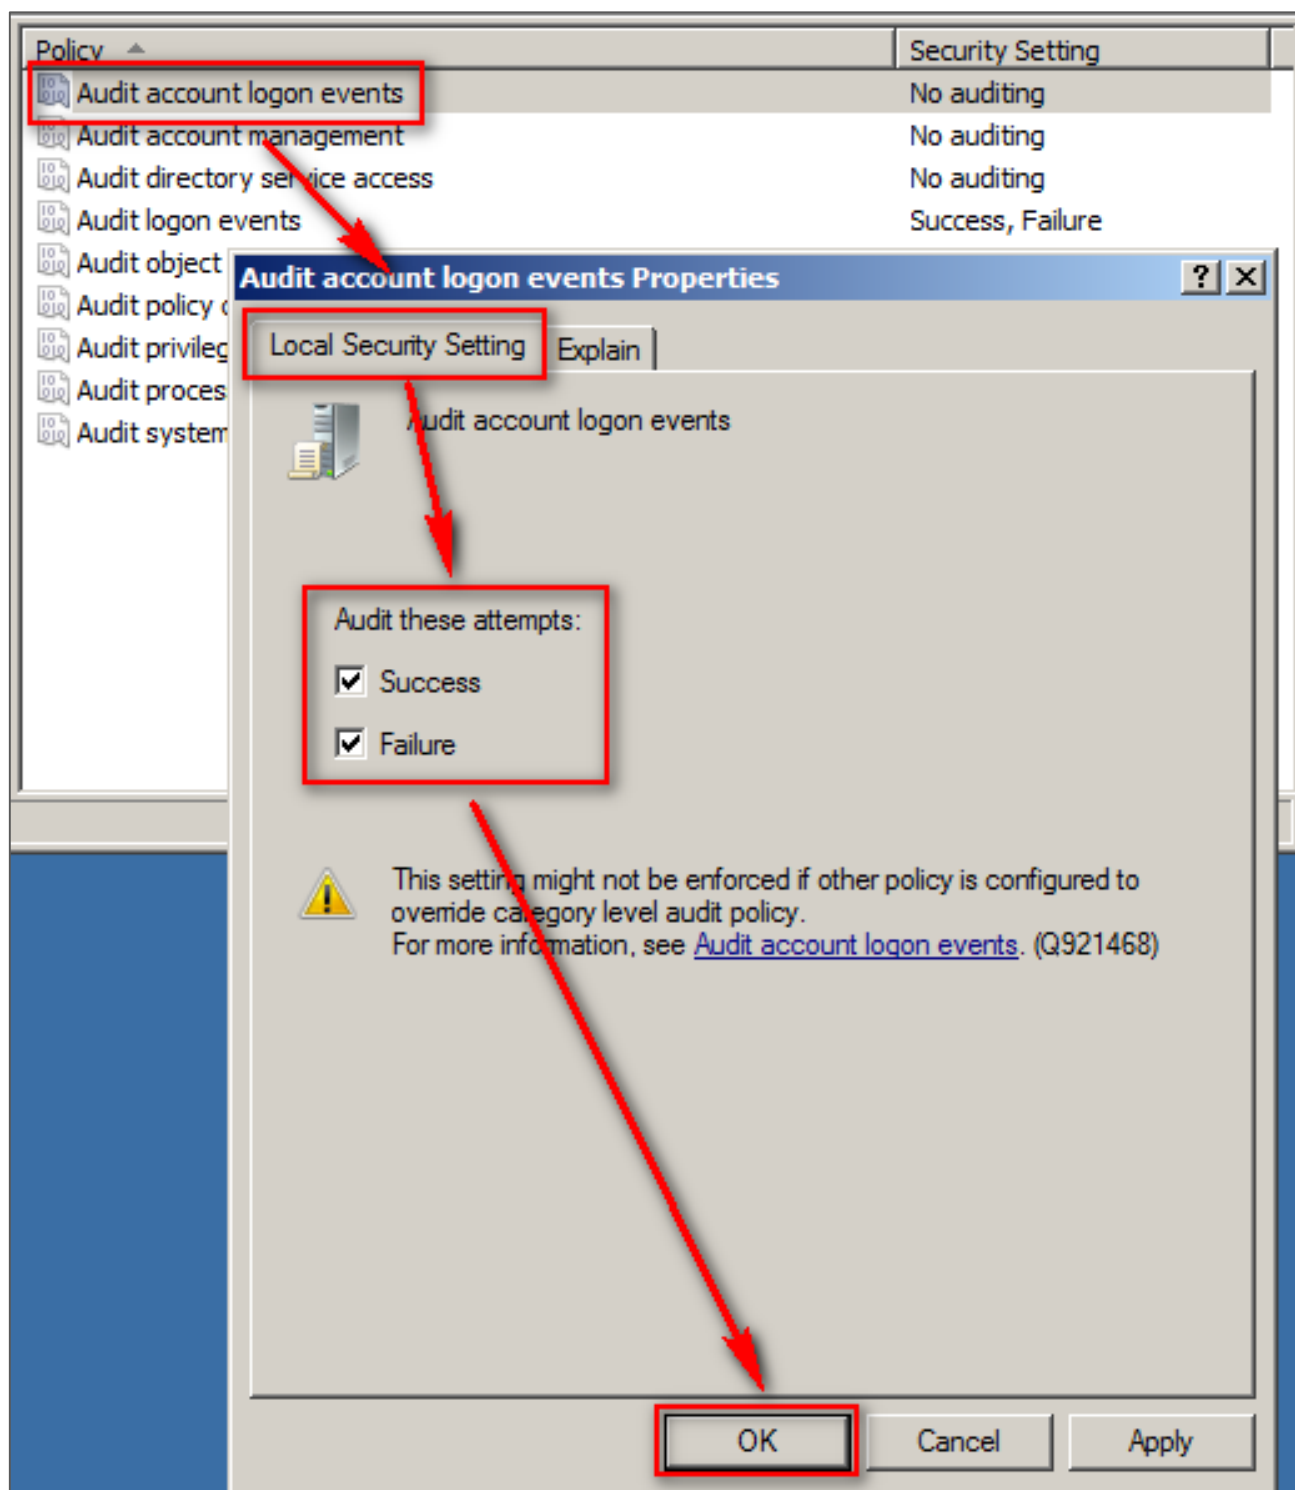 Policy Security Setting
Audit account logon events No auditing
Audit account management No auditing
Audit directory service access No auditing
Audit logon events Success, Failure
Audit object
Audit policy
Audit privileg
Audit proces
Audit system
Audit account logon events Properties
Local Security Setting Explain
Audit account logon events
Audit these attempts:
Success
Failure
This setting might not be enforced if other policy is configured to
override category level audit policy.
For more information, see Audit account logon events. (Q921468)
OK Cancel Apply